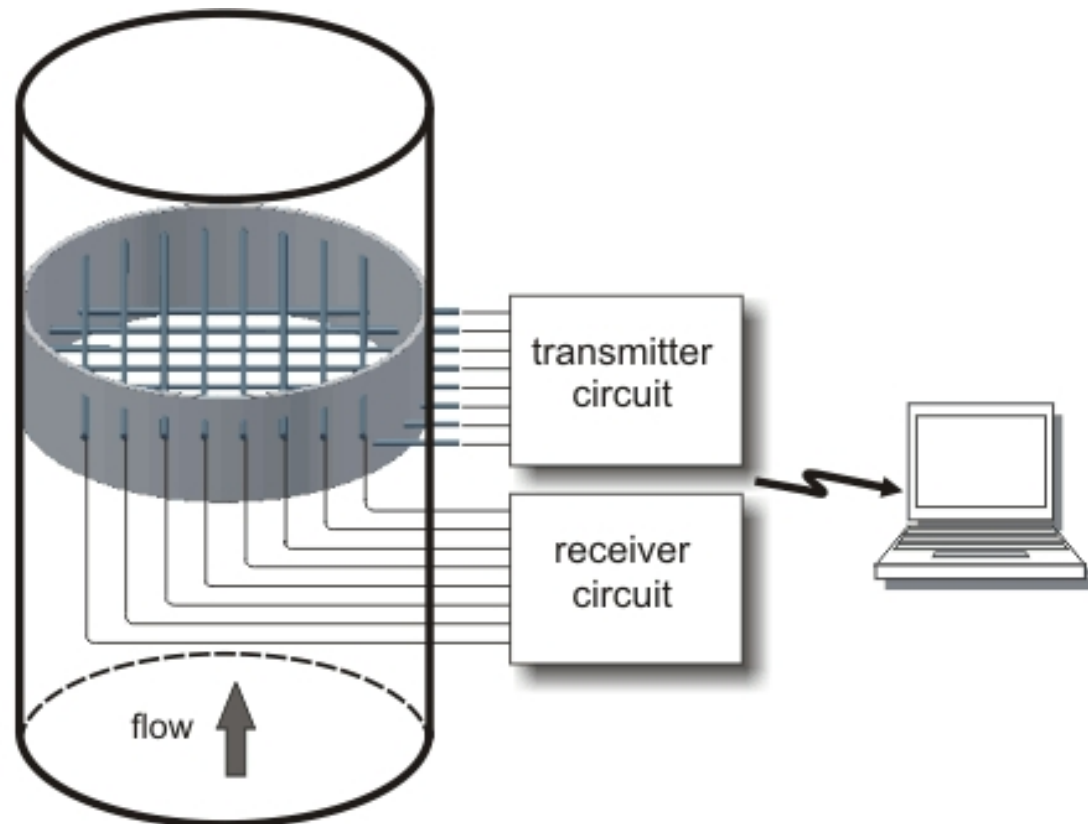 transmitter
circuit
receiver
circuit
flow